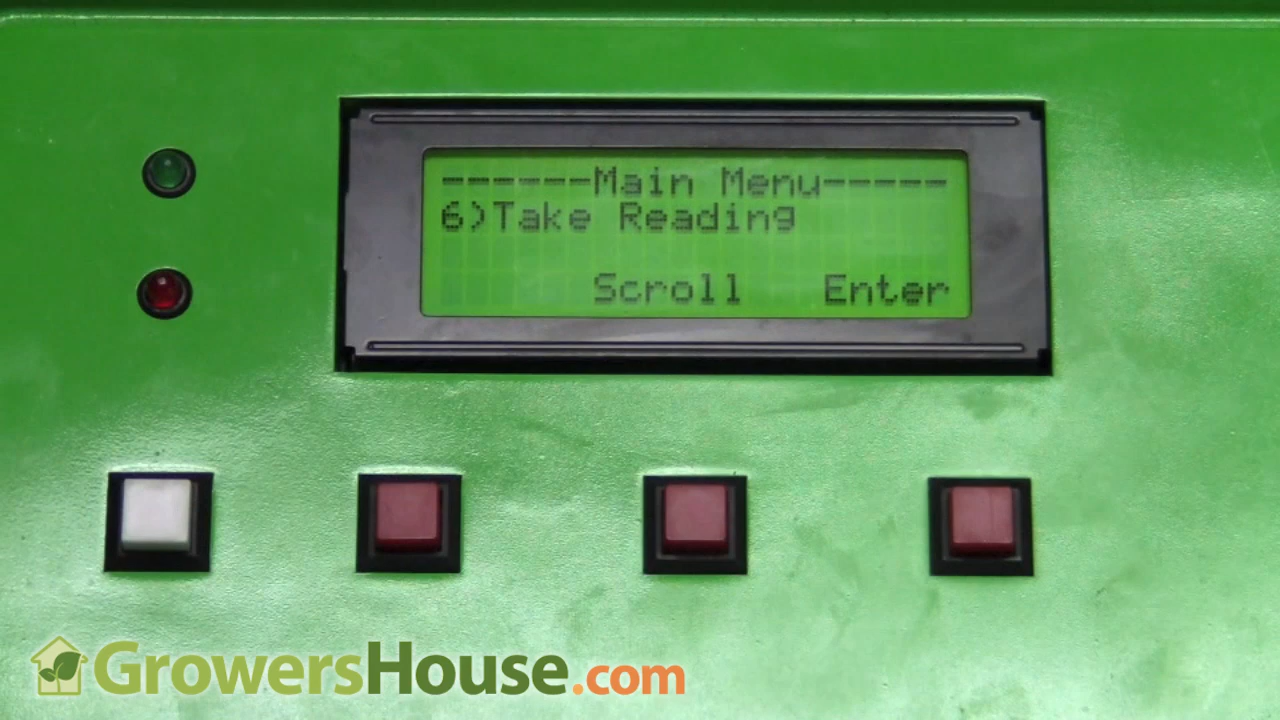 ------Main Menu-----
6)Take Reading
Scroll Enter
GrowersHouse.com